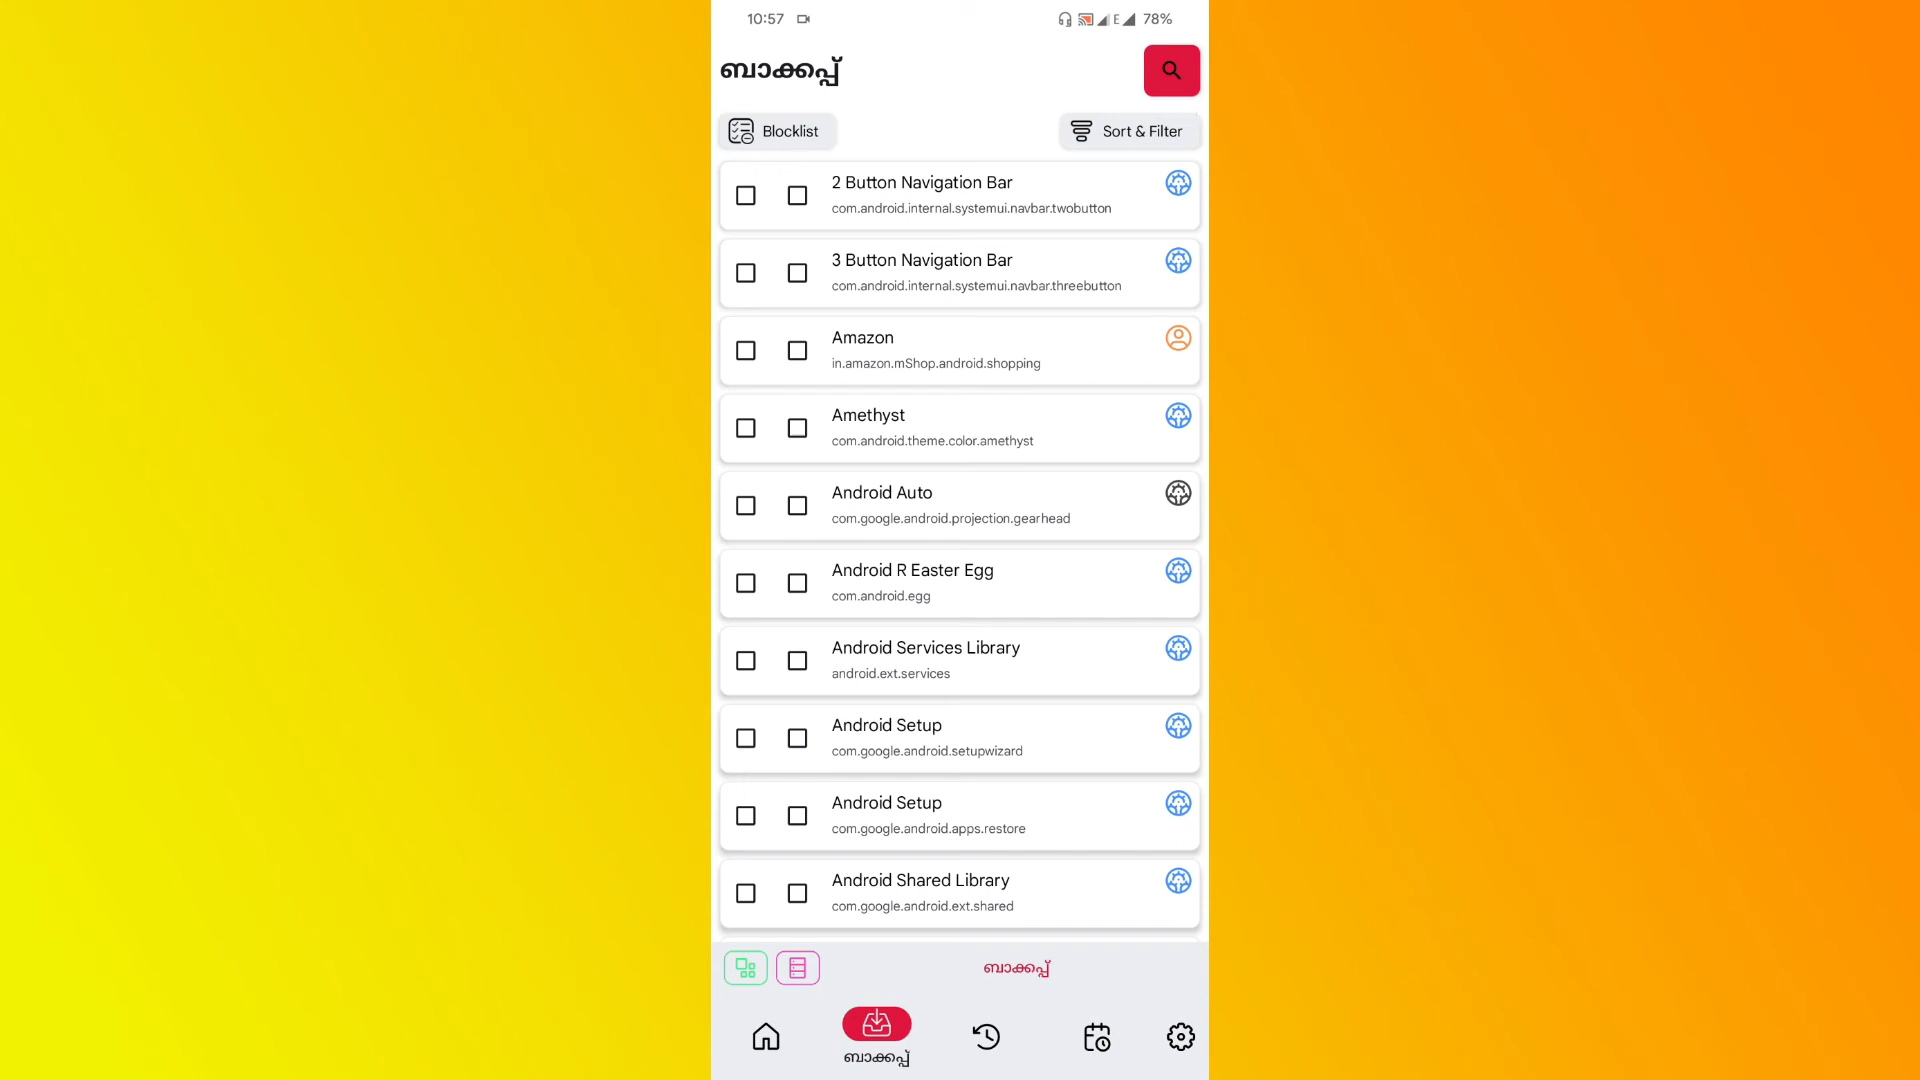 10:57 E 78%
ബാക്കപ്പ്
Blocklist Sort & Filter
2 Button Navigation Bar
com.android.internal.systemui.navbar.twobutton
3 Button Navigation Bar
com.android.internal.systemui.navbar.threebutton
Amazon
in.amazon.mShop.android.shopping
Amethyst
com.android.theme.color.amethyst
Android Auto
com.google.android.projection.gearhead
Android R Easter Egg
com.android.egg
Android Services Library
android.ext.services
Android Setup
com.google.android.setupwizard
Android Setup
com.google.android.apps.restore
Android Shared Library
com.google.android.ext.shared
ബാക്കപ്പ്
ബാക്കപ്പ്